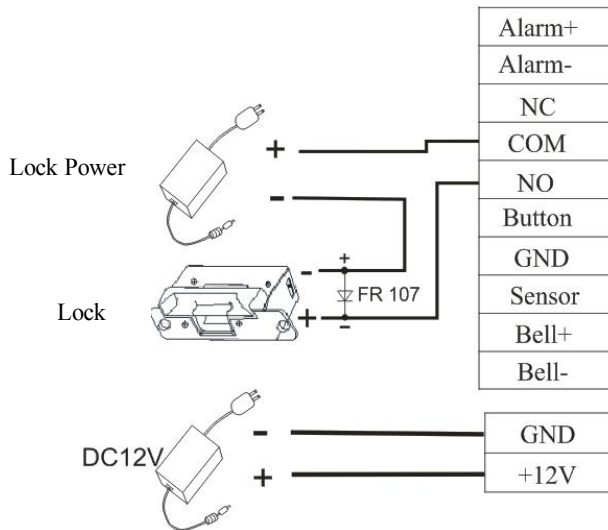 Alarm+
Alarm-
NC
COM
NO
Button
GND
Sensor
Bell+
Bell-
Lock Power
+
-
Lock
-
+
+
FR 107
-
DC12V
-
+
GND
+12V